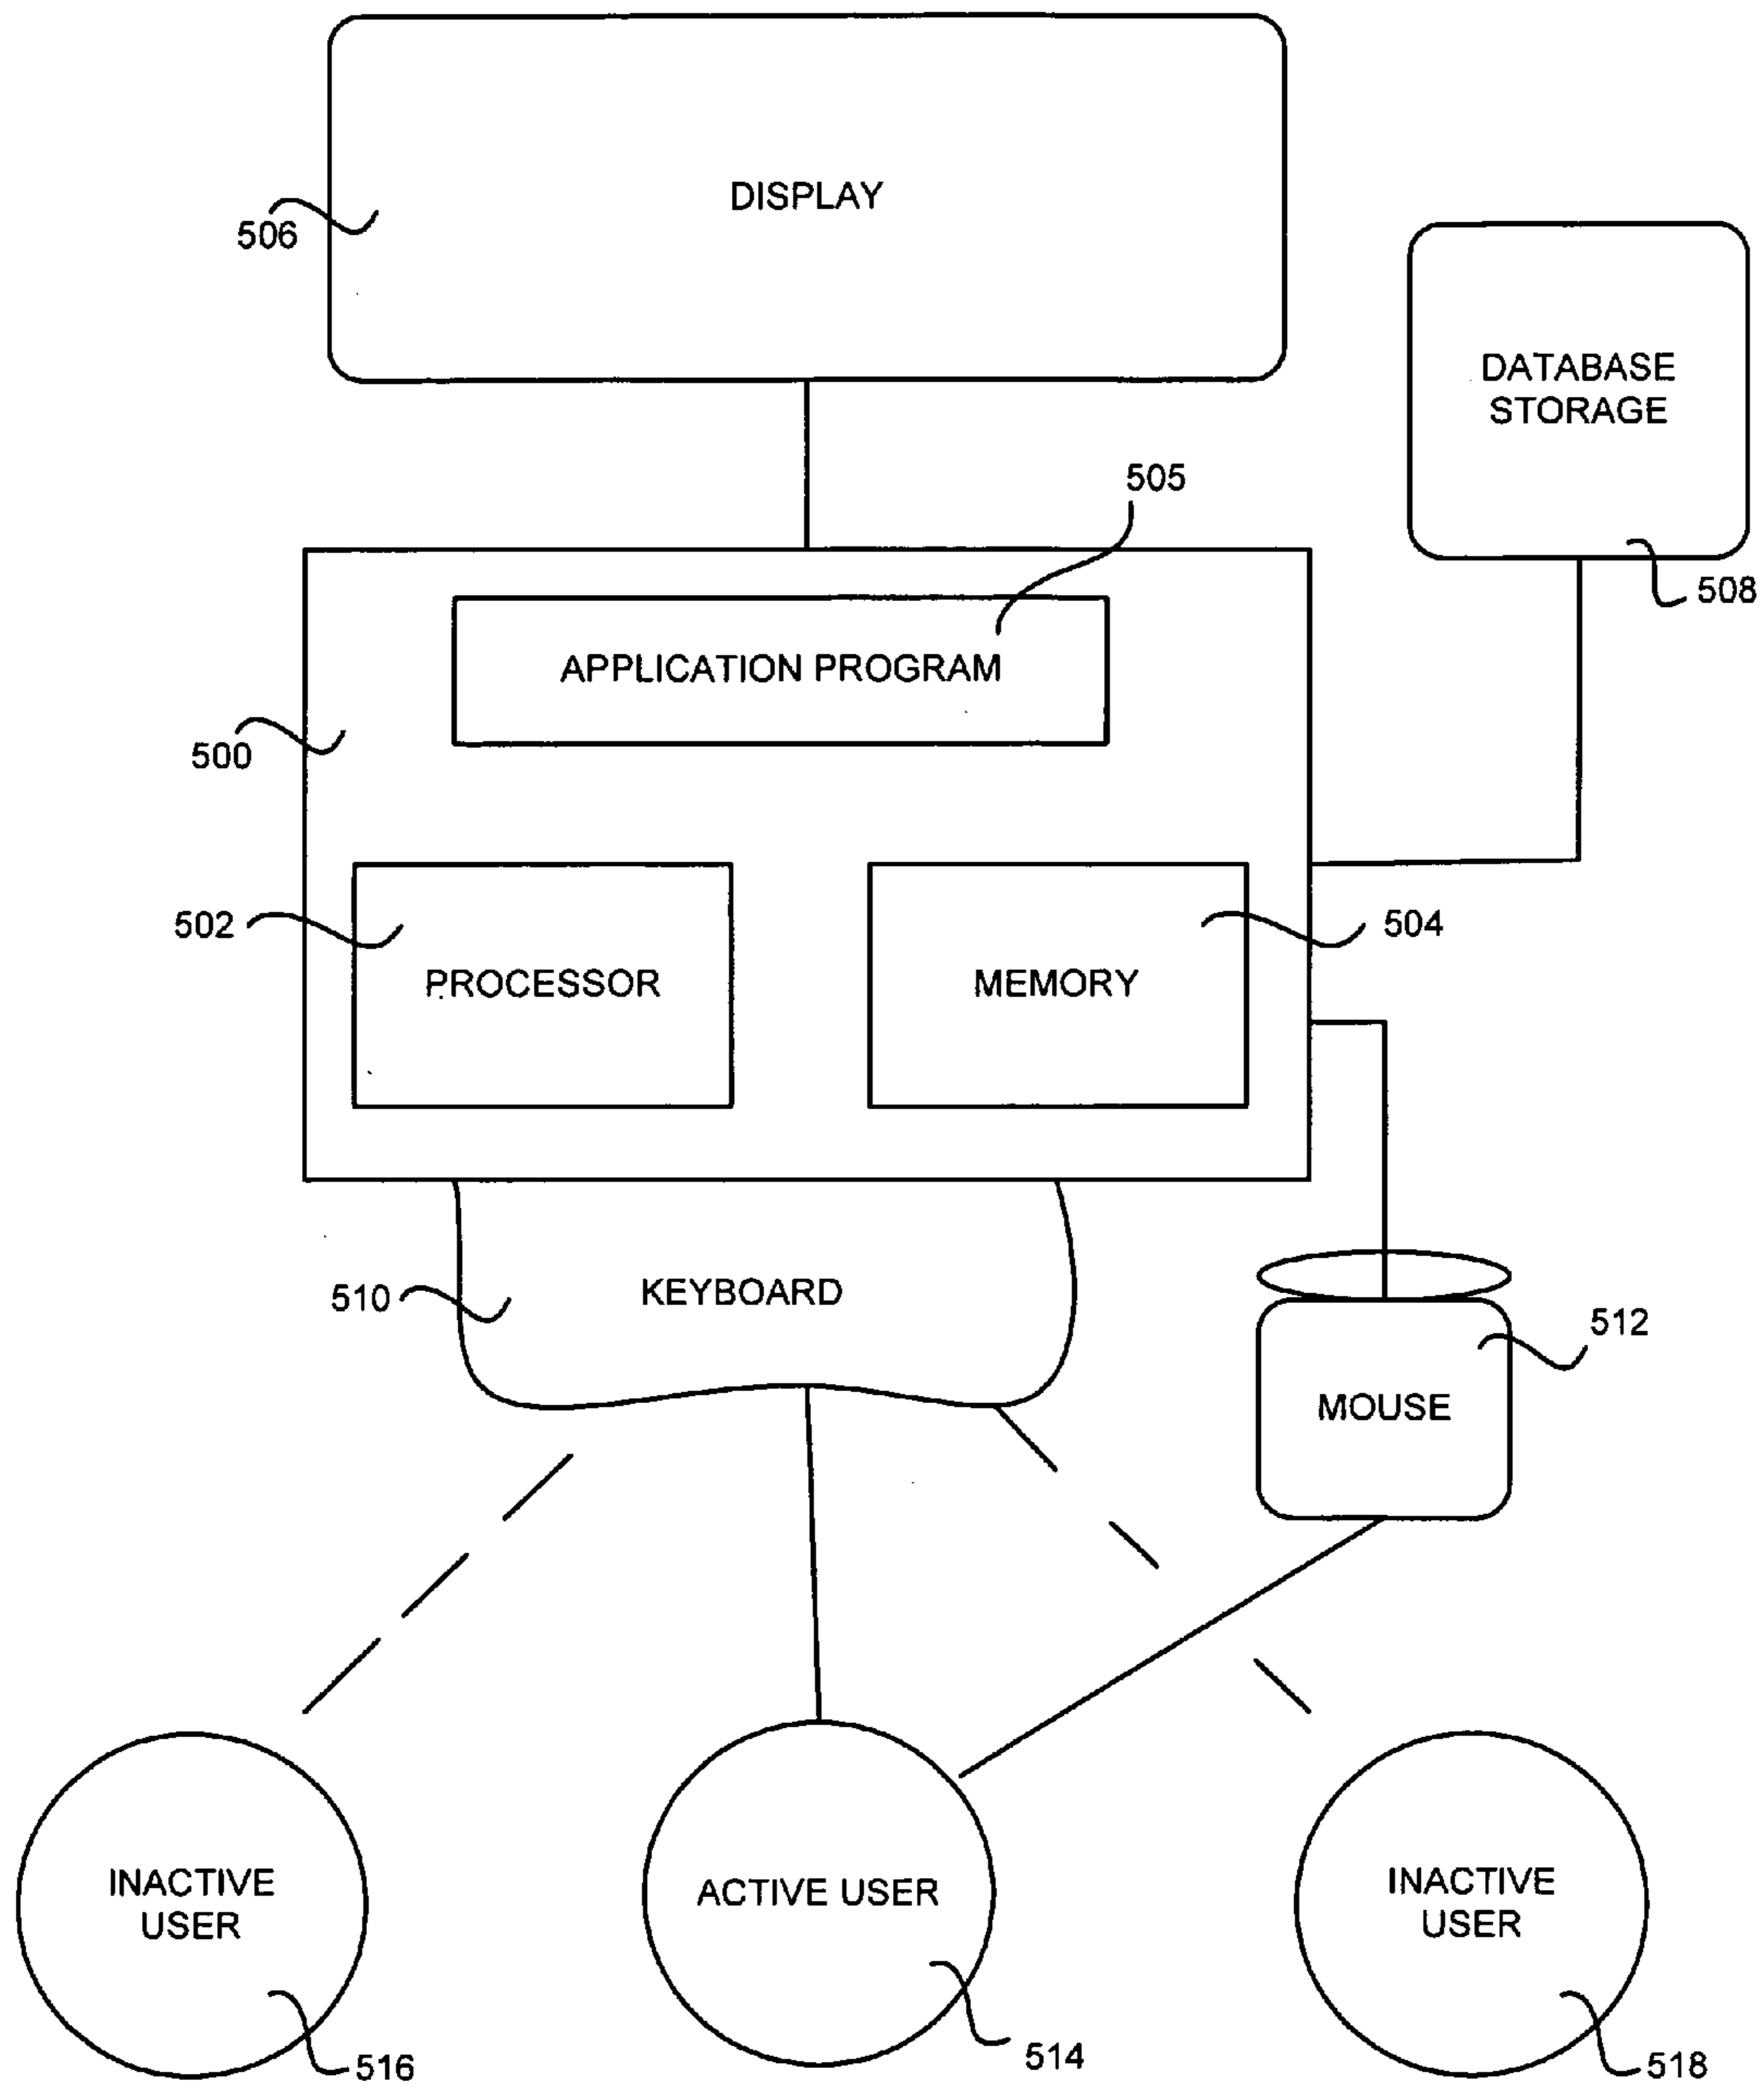 DISPLAY
506
DATABASE
STORAGE
505
508
APPLICATION PROGRAM
500
502
504
PROCESSOR
MEMORY
510
KEYBOARD
512
MOUSE
INACTIVE
USER
ACTIVE USER
INACTIVE
USER
516
514
518